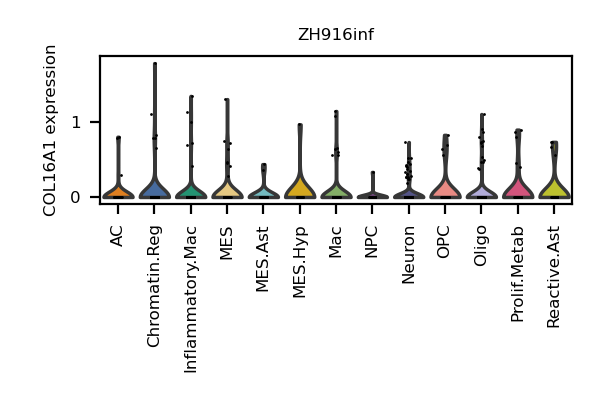 ZH916inf
COL16A1 expression
1
0
AC
Chromatin.Reg
Inflammatory.Mac
MES
MES.Ast
MES.Hyp
Mac
NPC
Neuron
OPC
Oligo
Prolif.Metab
Reactive.Ast